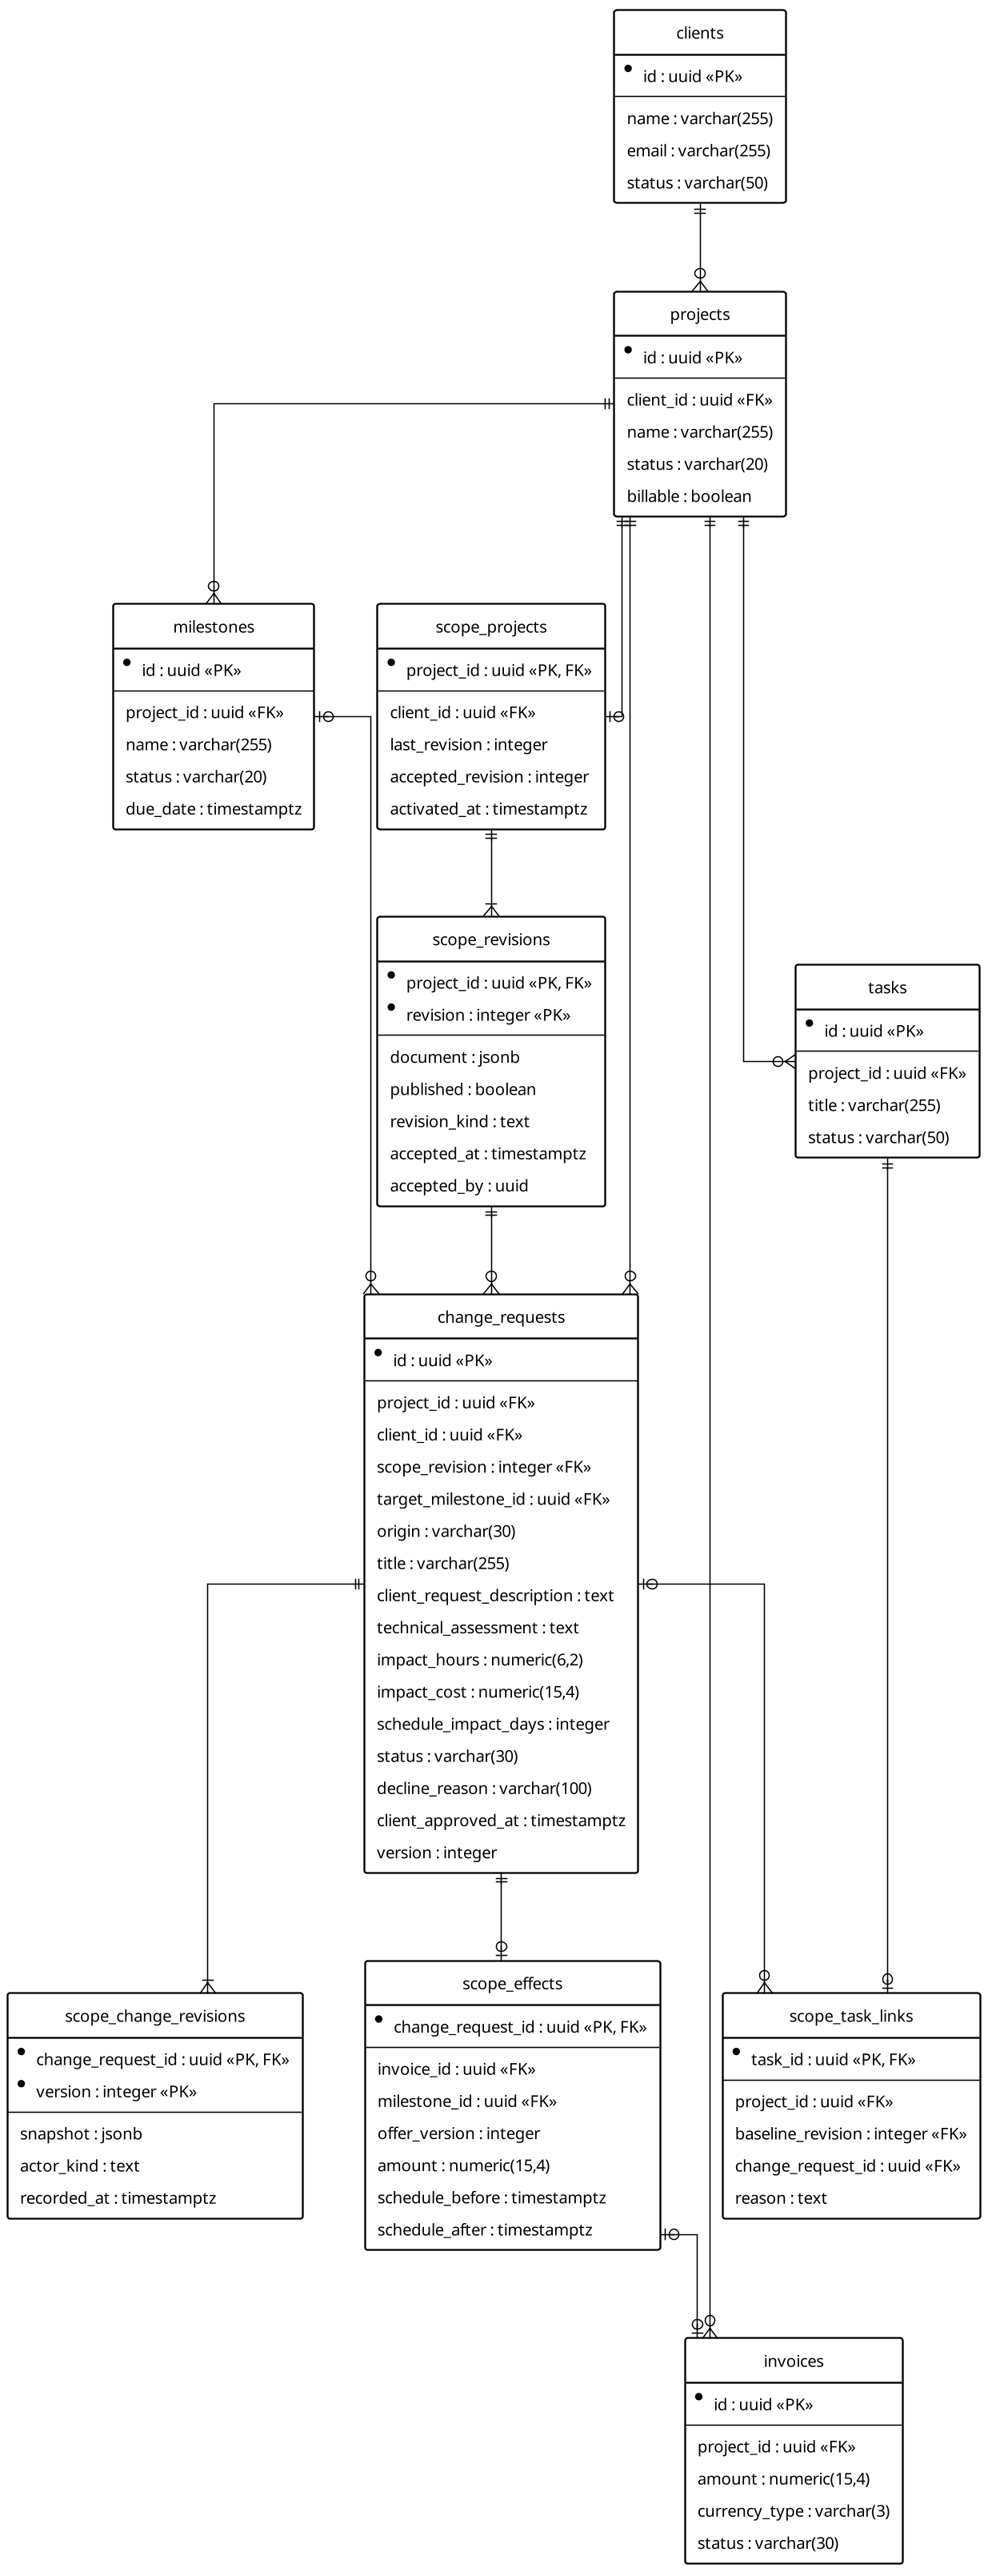 clients
id : uuid «PK»
name : varchar(255)
email : varchar(255)
status : varchar(50)
projects
id : uuid «PK»
client_id : uuid «FK»
name : varchar(255)
status : varchar(20)
billable : boolean
milestones
id : uuid «PK»
project_id : uuid «FK»
name : varchar(255)
status : varchar(20)
due_date : timestamptz
scope_projects
project_id : uuid «PK, FK»
client_id : uuid «FK»
last_revision : integer
accepted_revision : integer
activated_at : timestamptz
scope_revisions
project_id : uuid «PK, FK»
revision : integer «PK»
document : jsonb
published : boolean
revision_kind : text
accepted_at : timestamptz
accepted_by : uuid
tasks
id : uuid «PK»
project_id : uuid «FK»
title : varchar(255)
status : varchar(50)
change_requests
id : uuid «PK»
project_id : uuid «FK»
client_id : uuid «FK»
scope_revision : integer «FK»
target_milestone_id : uuid «FK»
origin : varchar(30)
title : varchar(255)
client_request_description : text
technical_assessment : text
impact_hours : numeric(6,2)
impact_cost : numeric(15,4)
schedule_impact_days : integer
status : varchar(30)
decline_reason : varchar(100)
client_approved_at : timestamptz
version : integer
scope_change_revisions
change_request_id : uuid «PK, FK»
version : integer «PK»
snapshot : jsonb
actor_kind : text
recorded_at : timestamptz
scope_effects
change_request_id : uuid «PK, FK»
invoice_id : uuid «FK»
milestone_id : uuid «FK»
offer_version : integer
amount : numeric(15,4)
schedule_before : timestamptz
schedule_after : timestamptz
scope_task_links
task_id : uuid «PK, FK»
project_id : uuid «FK»
baseline_revision : integer «FK»
change_request_id : uuid «FK»
reason : text
invoices
id : uuid «PK»
project_id : uuid «FK»
amount : numeric(15,4)
currency_type : varchar(3)
status : varchar(30)